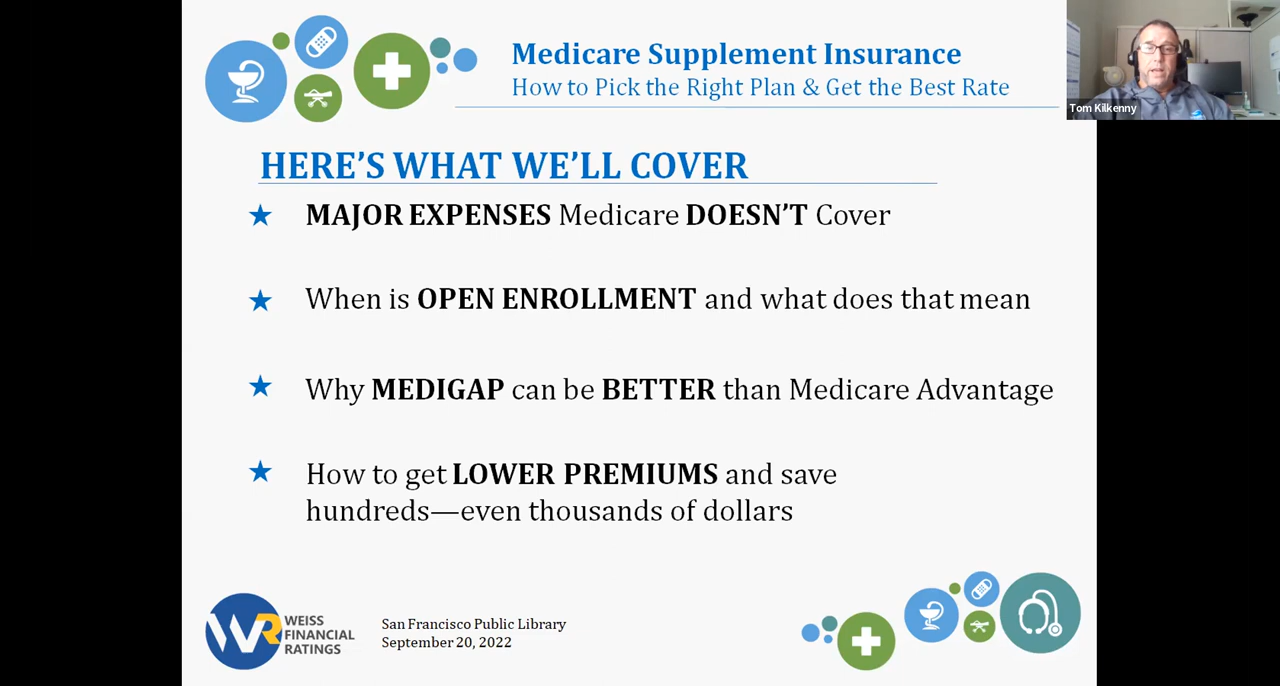 Medicare Supplement Insurance
How to Pick the Right Plan & Get the Best Rate
Tom Kilkenny
HERE'S WHAT WE'LL COVER
MAJOR EXPENSES Medicare DOESN'T Cover
When is OPEN ENROLLMENT and what does that mean
Why MEDIGAP can be BETTER than Medicare Advantage
How to get LOWER PREMIUMS and save
hundreds—even thousands of dollars
WR
WEISS
FINANCIAL
RATINGS
San Francisco Public Library
September 20, 2022